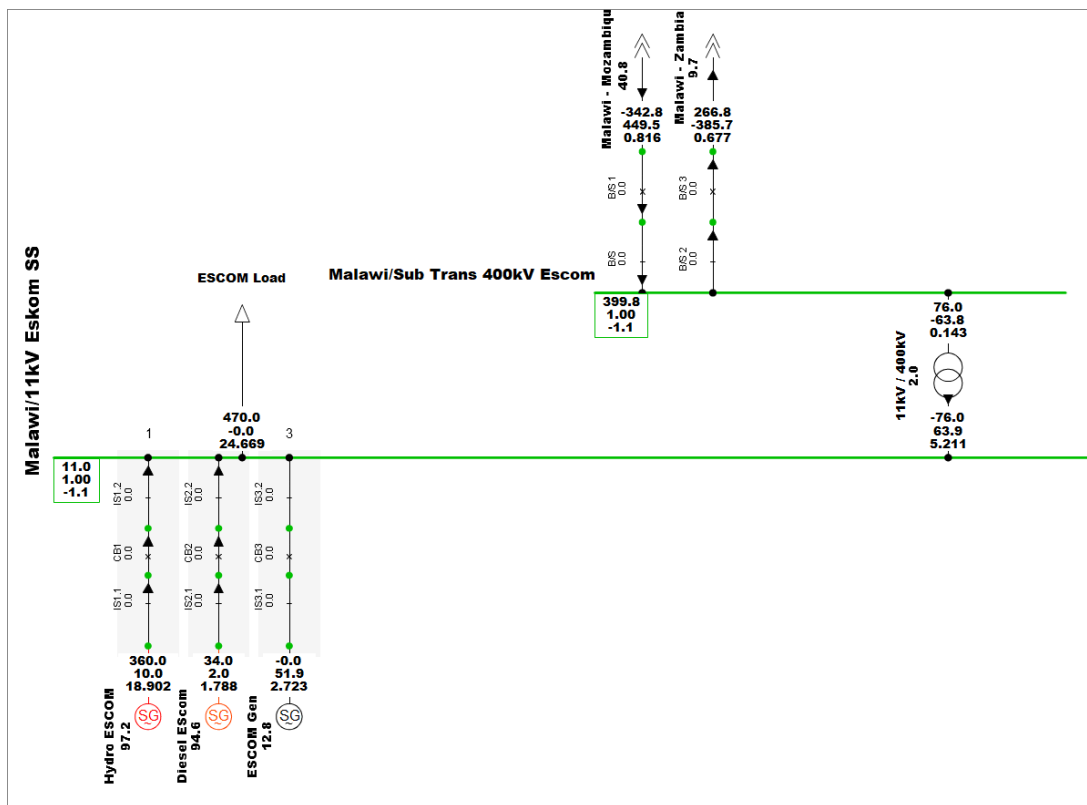 Malawi - Mozambiqu
40.8
Malawi - Zambia
9.7
-342.8
449.5
0.816
266.8
-385.7
0.677
B/S 1
0.0
B/S 3
0.0
B/S
0.0
B/S 2
0.0
Malawi/Sub Trans 400kV Escom
399.8
1.00
-1.1
76.0
-63.8
0.143
11kV / 400kV
2.0
-76.0
63.9
5.211
Malawi/11kV Eskom SS
ESCOM Load
470.0
-0.0
24.669
1
3
11.0
1.00
-1.1
IS1.2
0.0
IS2.2
0.0
IS3.2
0.0
CB1
0.0
CB2
0.0
CB3
0.0
IS1.1
0.0
IS2.1
0.0
IS3.1
0.0
360.0
10.0
18.902
34.0
2.0
1.788
-0.0
51.9
2.723
Hydro ESCOM
97.2
SG
~
Diesel EScom
94.6
SG
~
ESCOM Gen
12.8
SG
~